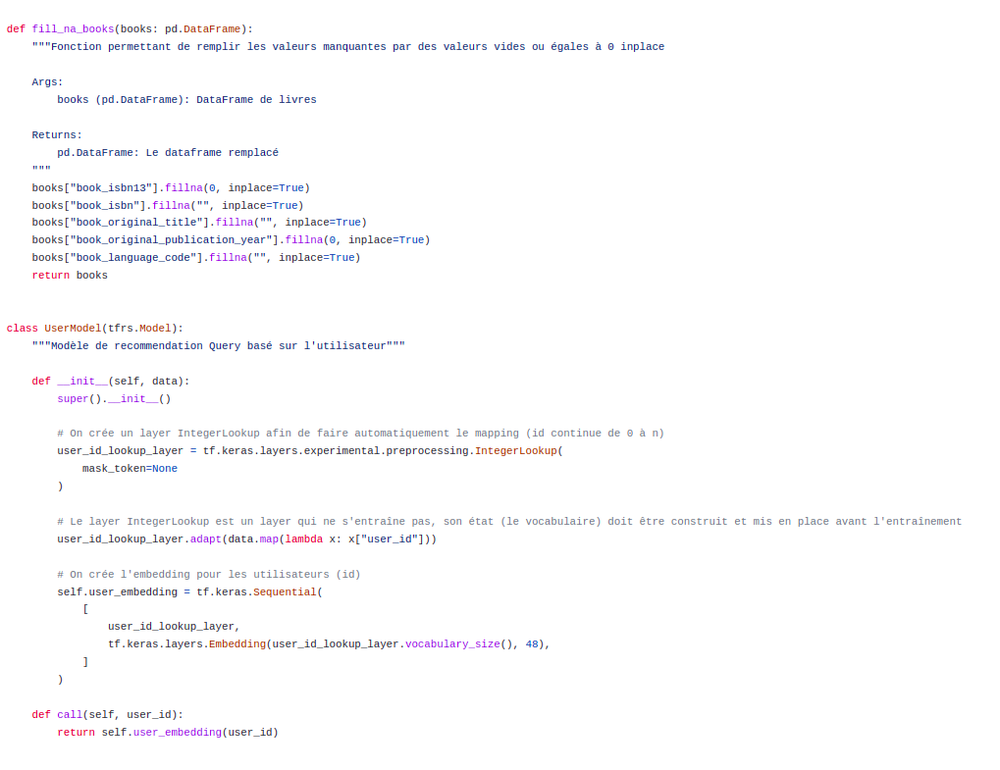 def fill_na_books(books: pd.DataFrame):
    """Fonction permettant de remplir les valeurs manquantes par des valeurs vides ou égales à 0 inplace
    Args:
        books (pd.DataFrame): DataFrame de livres
    Returns:
        pd.DataFrame: Le dataframe remplacé
    """
    books["book_isbn13"].fillna(0, inplace=True)
    books["book_isbn"].fillna("", inplace=True)
    books["book_original_title"].fillna("", inplace=True)
    books["book_original_publication_year"].fillna(0, inplace=True)
    books["book_language_code"].fillna("", inplace=True)
    return books
class UserModel(tfrs.Model):
    """Modèle de recommendation Query basé sur l'utilisateur"""
    def __init__(self, data):
        super().__init__()
        # On crée un layer IntegerLookup afin de faire automatiquement le mapping (id continue de 0 à n)
        user_id_lookup_layer = tf.keras.layers.experimental.preprocessing.IntegerLookup(
            mask_token=None
        )
        # Le layer IntegerLookup est un layer qui ne s'entraîne pas, son état (le vocabulaire) doit être construit et mis en place avant l'entraînement
        user_id_lookup_layer.adapt(data.map(lambda x: x["user_id"]))
        # On crée l'embedding pour les utilisateurs (id)
        self.user_embedding = tf.keras.Sequential(
            [
                user_id_lookup_layer,
                tf.keras.layers.Embedding(user_id_lookup_layer.vocabulary_size(), 48),
            ]
        )
    def call(self, user_id):
        return self.user_embedding(user_id)